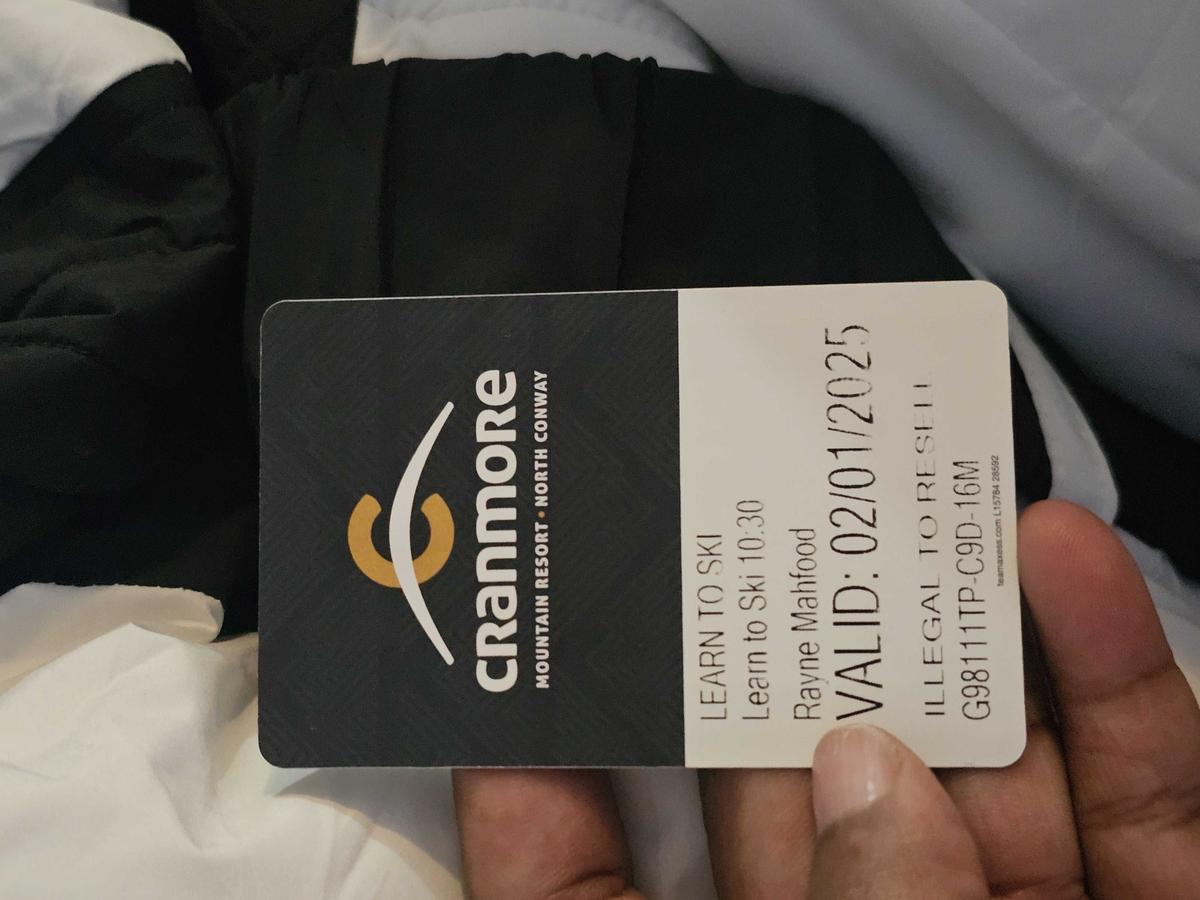 cranmore
MOUNTAIN RESORT • NORTH CONWAY
LEARN TO SKI
Learn to Ski 10:30
Rayne Mahfood
VALID: 02/01/2025
ILLEGAL TO RESELL
G98111TP-C9D-16M
teamaxess.com L15784 28592